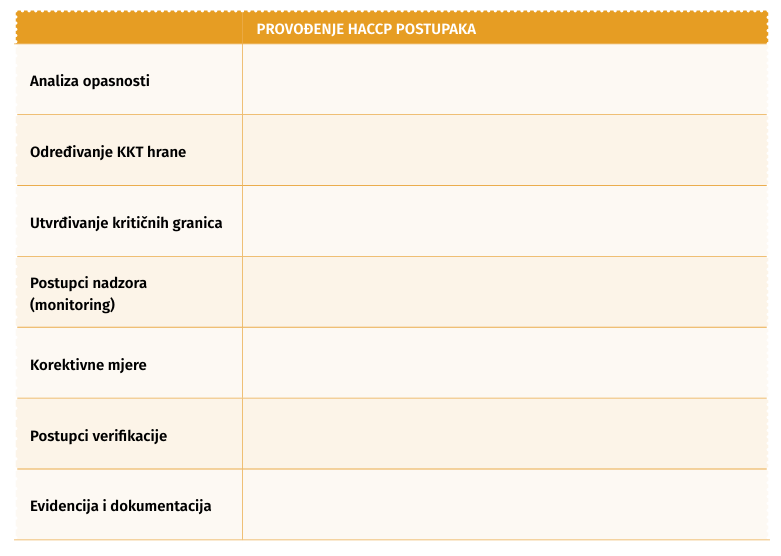 PROVOĐENJE HACCP POSTUPAKA
Analiza opasnosti
Određivanje KKT hrane
Utvrđivanje kritičnih granica
Postupci nadzora
(monitoring)
Korektivne mjere
Postupci verifikacije
Evidencija i dokumentacija